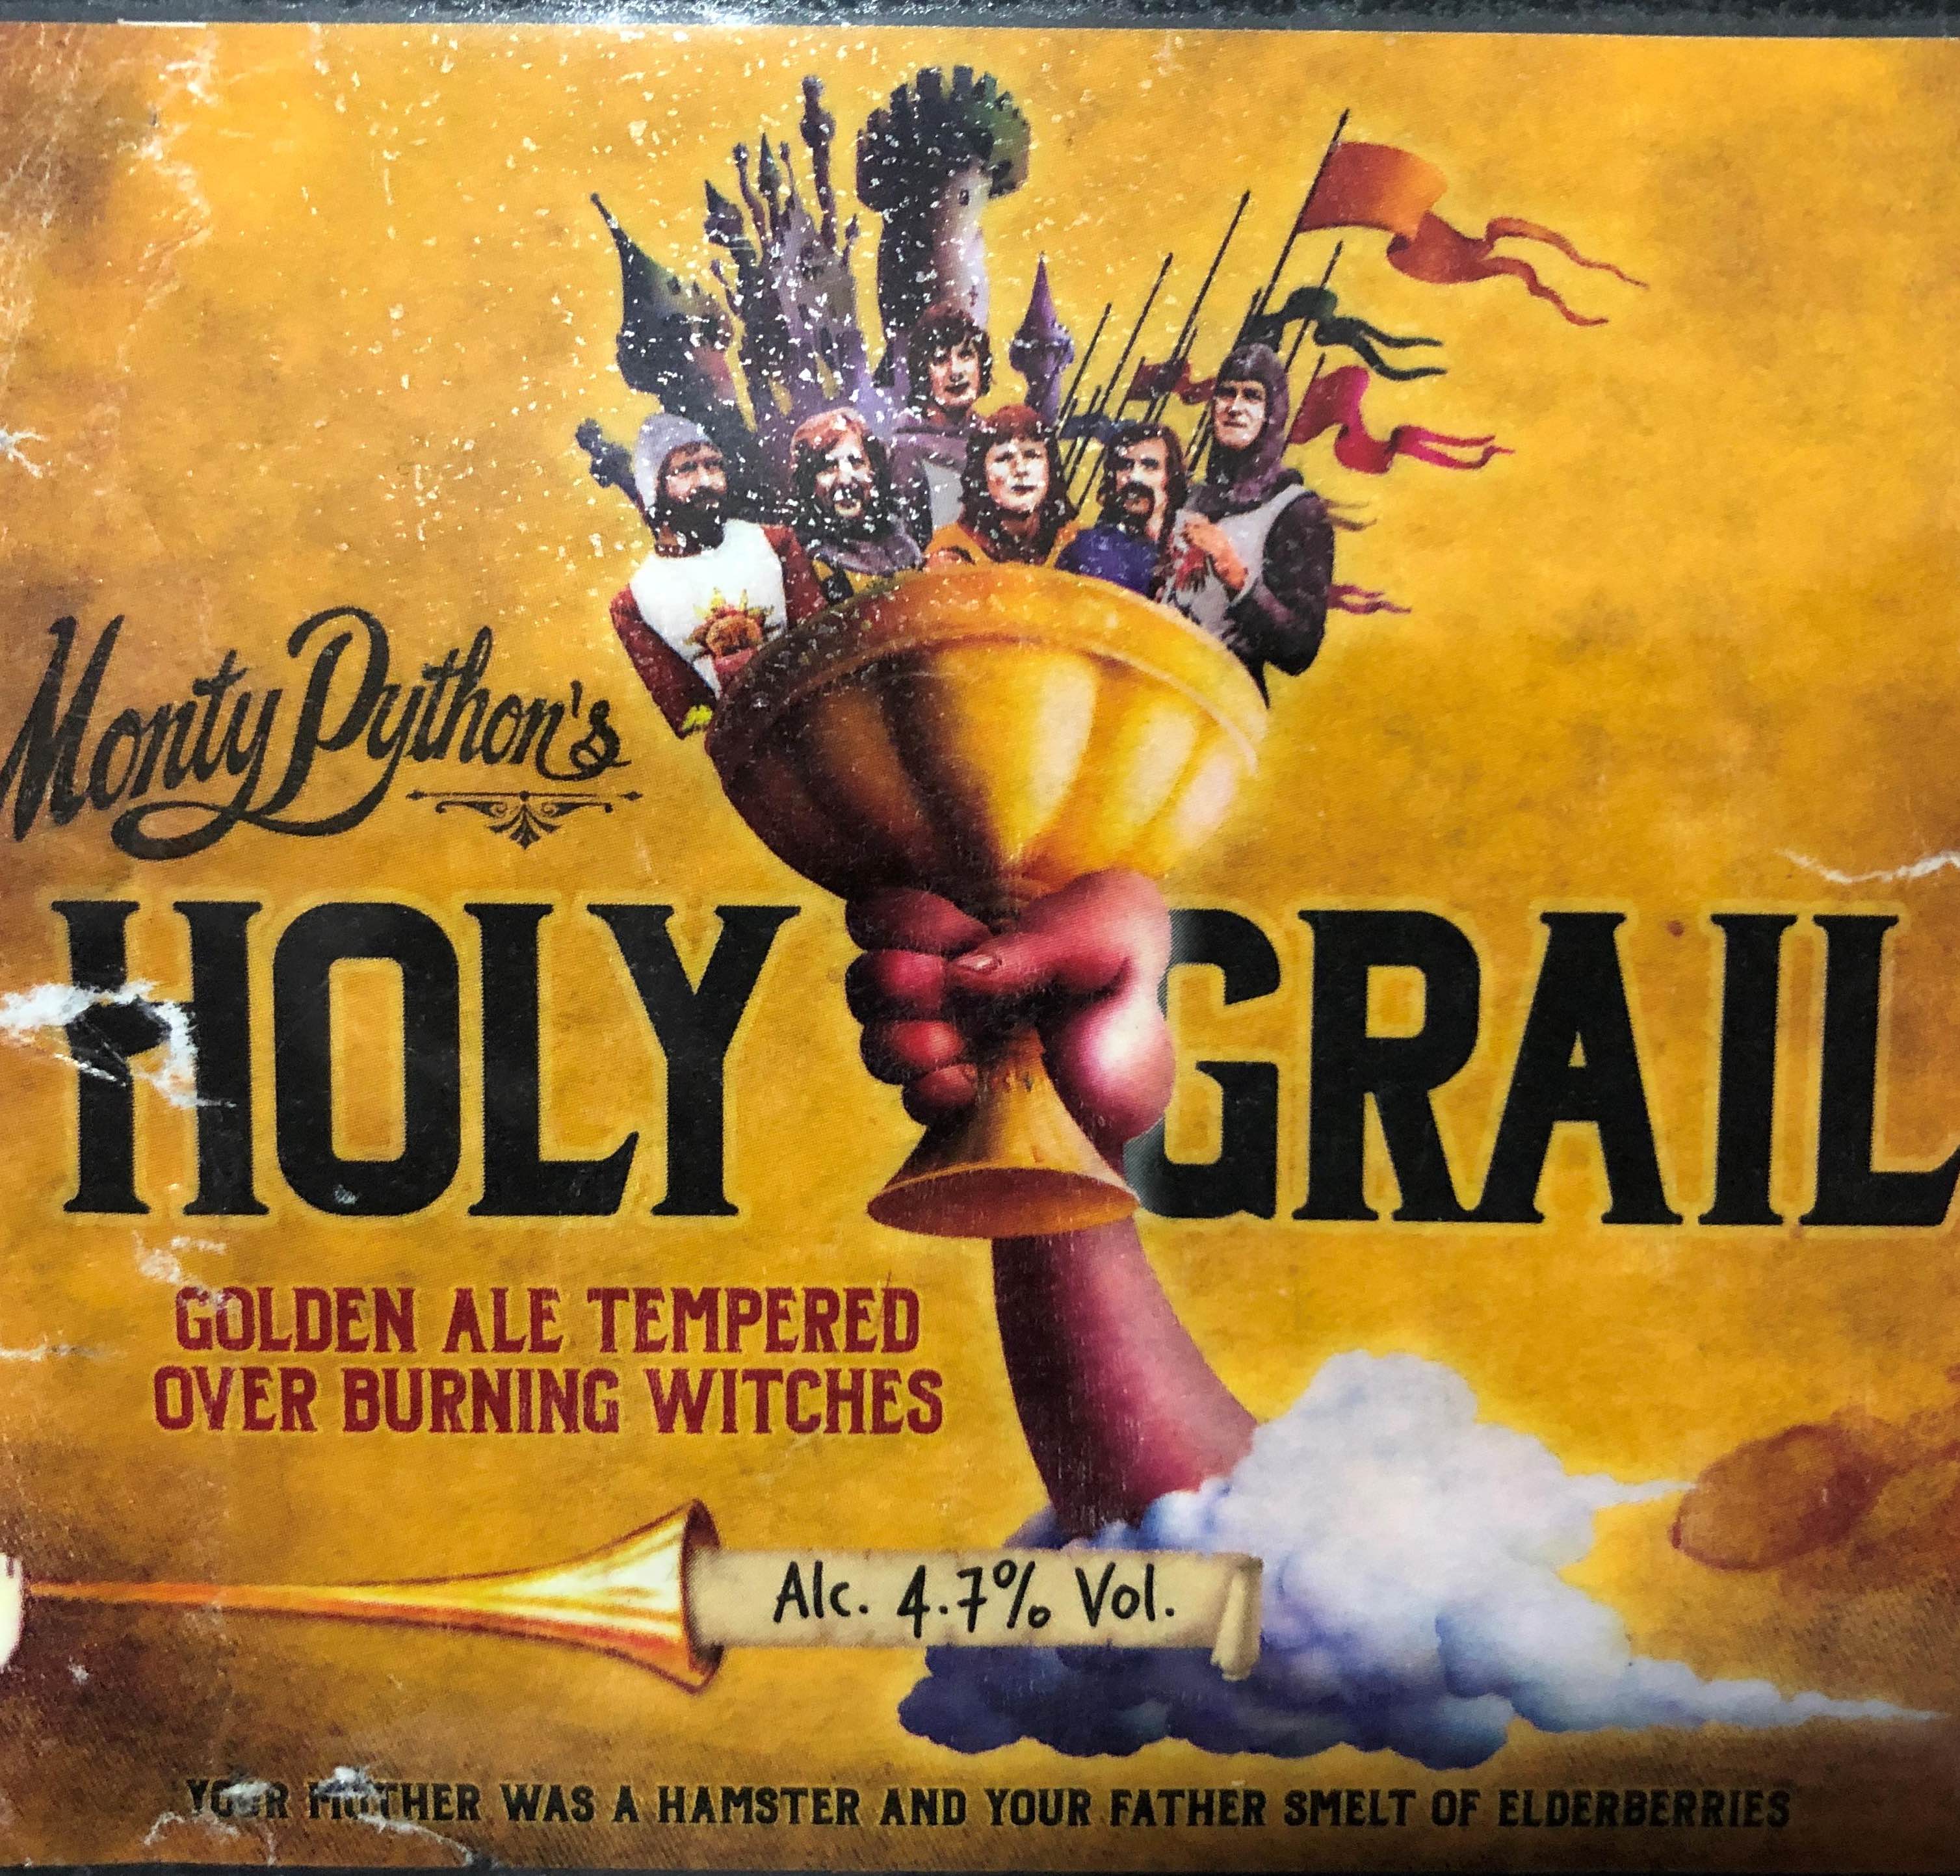 Monty Python's
HOLY GRAIL
GOLDEN ALE TEMPERED
OVER BURNING WITCHES
Alc. 4.7% Vol.
YOUR MOTHER WAS A HAMSTER AND YOUR FATHER SMELT OF ELDERBERRIES